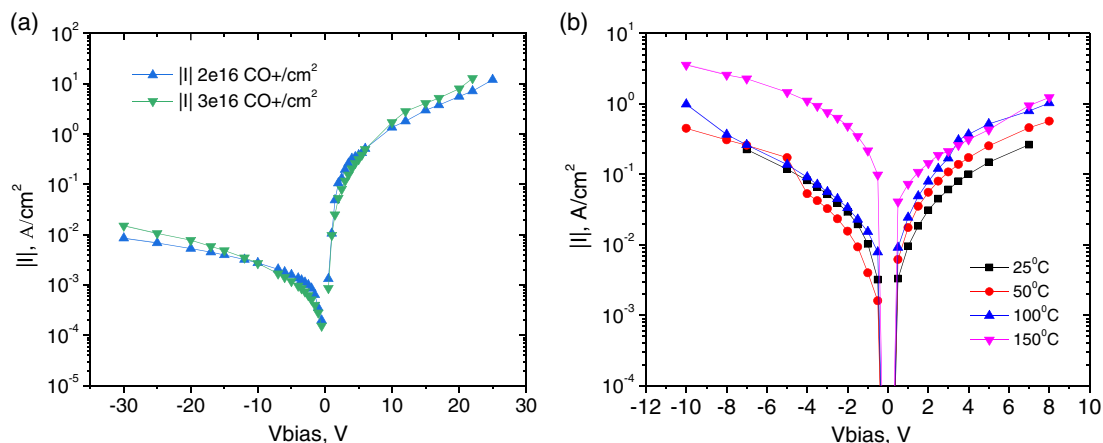 (a)
10²
10¹
10⁰
10⁻¹
10⁻²
10⁻³
10⁻⁴
10⁻⁵
|I|, A/cm²
|I| 2e16 CO+/cm²
|I| 3e16 CO+/cm²
-30 -20 -10 0 10 20 30
Vbias, V
(b)
10¹
10⁰
10⁻¹
10⁻²
10⁻³
10⁻⁴
|I|, A/cm²
25⁰C
50⁰C
100⁰C
150⁰C
-12 -10 -8 -6 -4 -2 0 2 4 6 8 10
Vbias, V